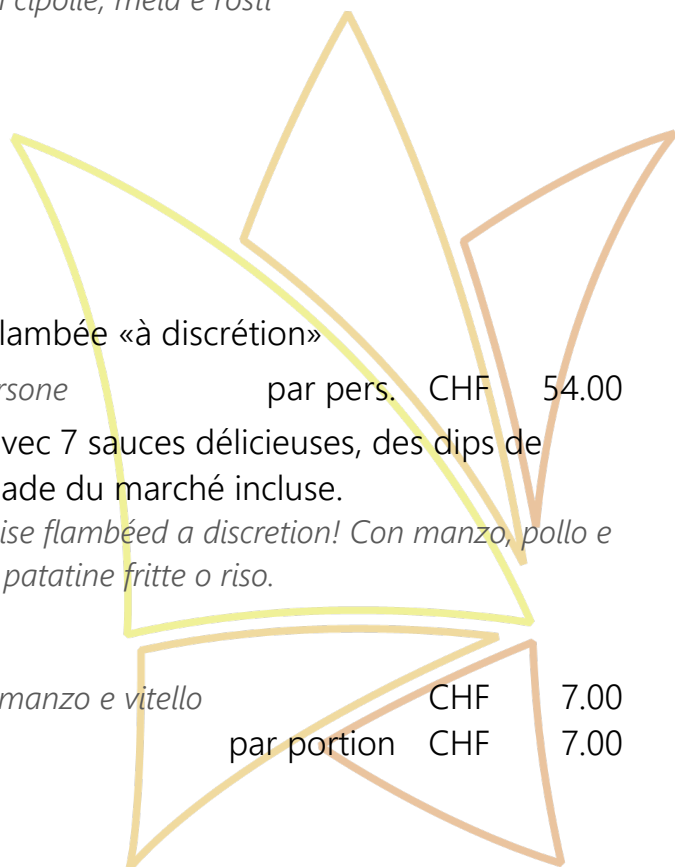 cipolle, mela e rösti
lambée «à discrétion»
rsone par pers. CHF 54.00
vec 7 sauces délicieuses, des dips de
ade du marché incluse.
ise flambéed a discretion! Con manzo, pollo e
patatine fritte o riso.
manzo e vitello CHF 7.00
par portion CHF 7.00